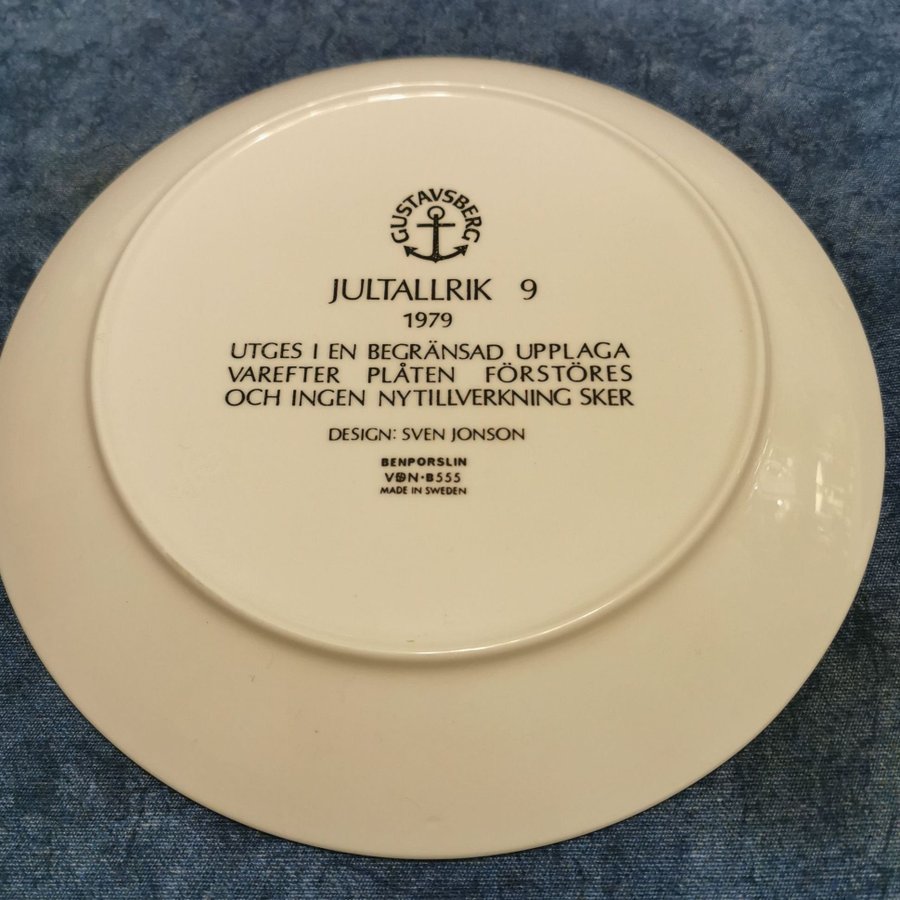 GUSTAVSBERG
JULTALLRIK 9
1979
UTGES I EN BEGRÄNSAD UPPLAGA
VAREFTER PLÅTEN FÖRSTÖRES
OCH INGEN NYTILLVERKNING SKER
DESIGN: SVEN JONSON
BENPORSLIN
VDN·B555
MADE IN SWEDEN